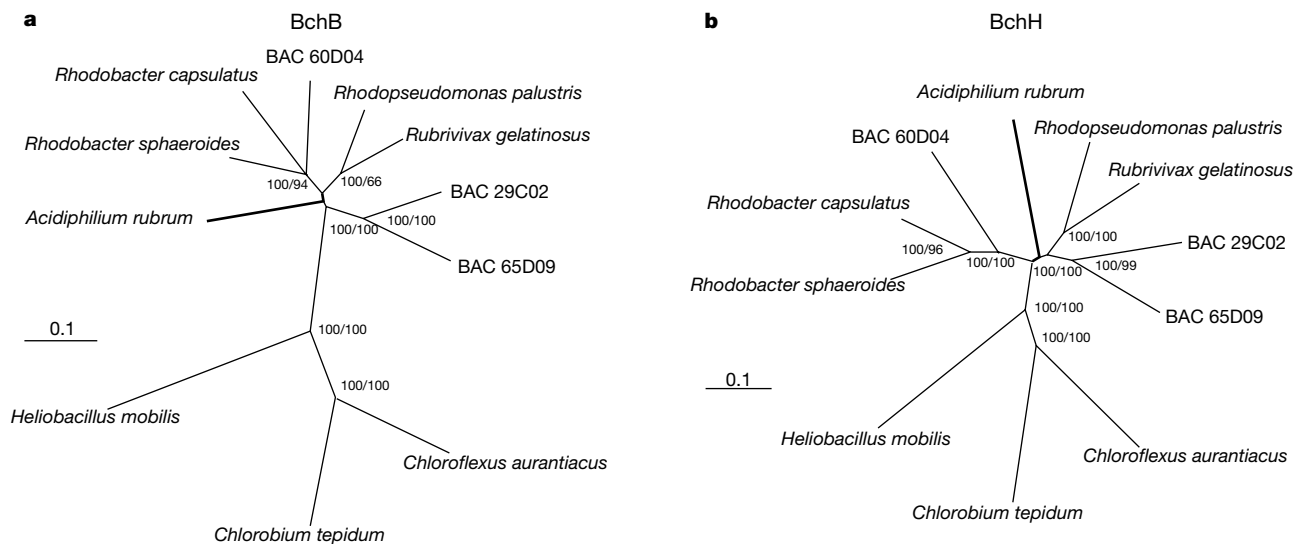 a
BchB
BAC 60D04
Rhodobacter capsulatus
Rhodopseudomonas palustris
Rubrivivax gelatinosus
Rhodobacter sphaeroides
100/94
100/66
BAC 29C02
Acidiphilium rubrum
100/100
100/100
BAC 65D09
0.1
100/100
100/100
Heliobacillus mobilis
Chloroflexus aurantiacus
Chlorobium tepidum
b
BchH
Acidiphilium rubrum
BAC 60D04
Rhodopseudomonas palustris
Rubrivivax gelatinosus
Rhodobacter capsulatus
100/100
BAC 29C02
100/96
100/100
100/100
100/99
Rhodobacter sphaeroides
BAC 65D09
100/100
100/100
0.1
Heliobacillus mobilis
Chloroflexus aurantiacus
Chlorobium tepidum